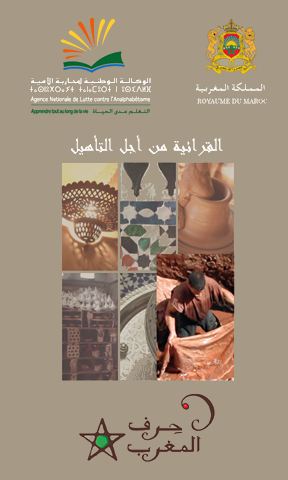 الوكالة الوطنية لمحاربة الأمية
Agence Nationale de Lutte contre l'Analphabétisme
Apprendre tout au long de la vie التعلم مدى الحياة
المملكة المغربية
ROYAUME DU MAROC
القرائية من أجل التأهيل
حرف
المغرب